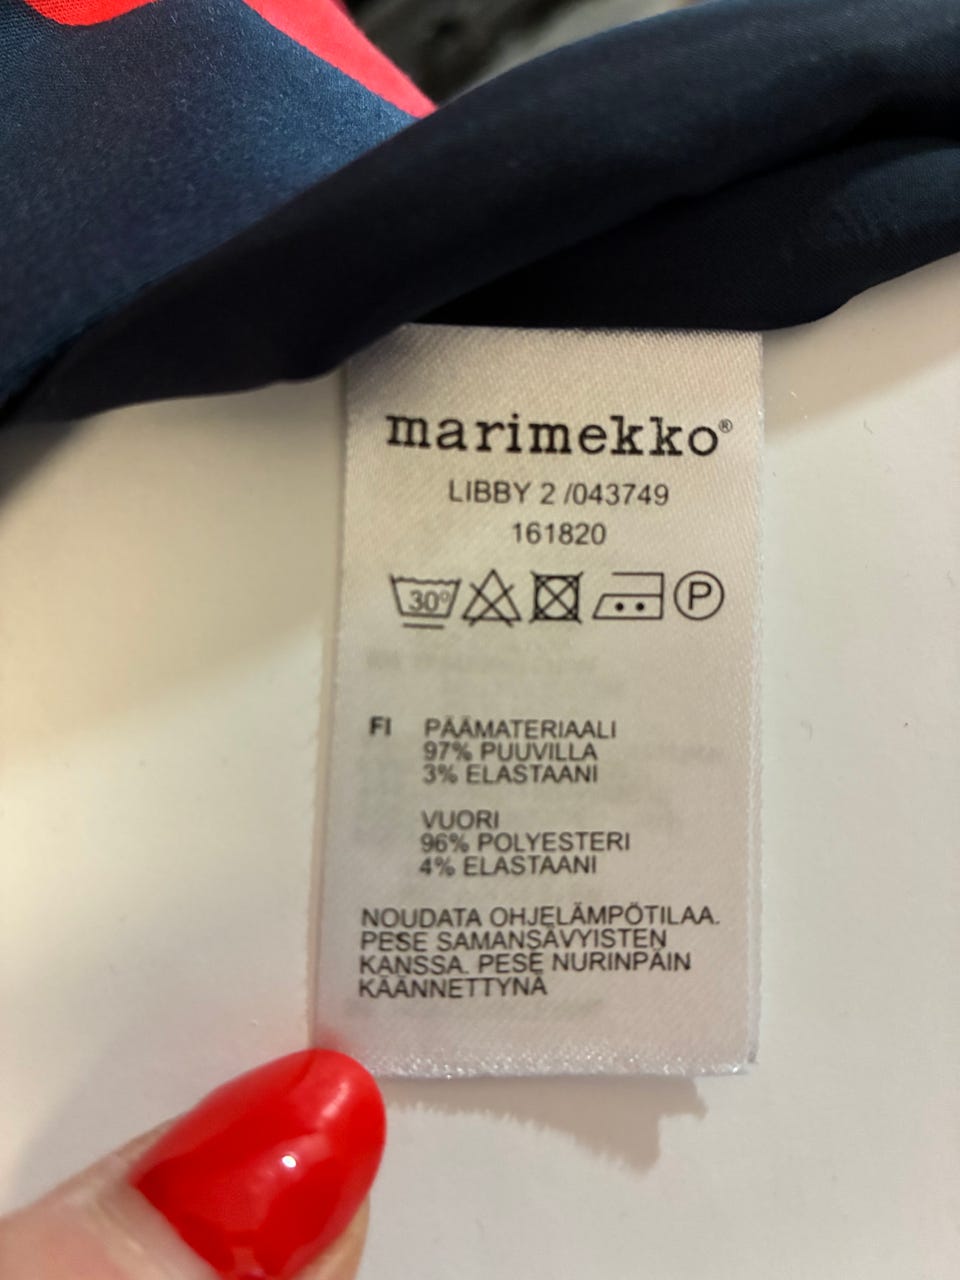 marimekko®
LIBBY 2 /043749
161820
30°
P
FI PÄÄMATERIAALI
97% PUUVILLA
3% ELASTAANI
VUORI
96% POLYESTERI
4% ELASTAANI
NOUDATA OHJELÄMPÖTILAA.
PESE SAMANSÄVYISTEN
KANSSA. PESE NURINPÄIN
KÄÄNNETTYNÄ